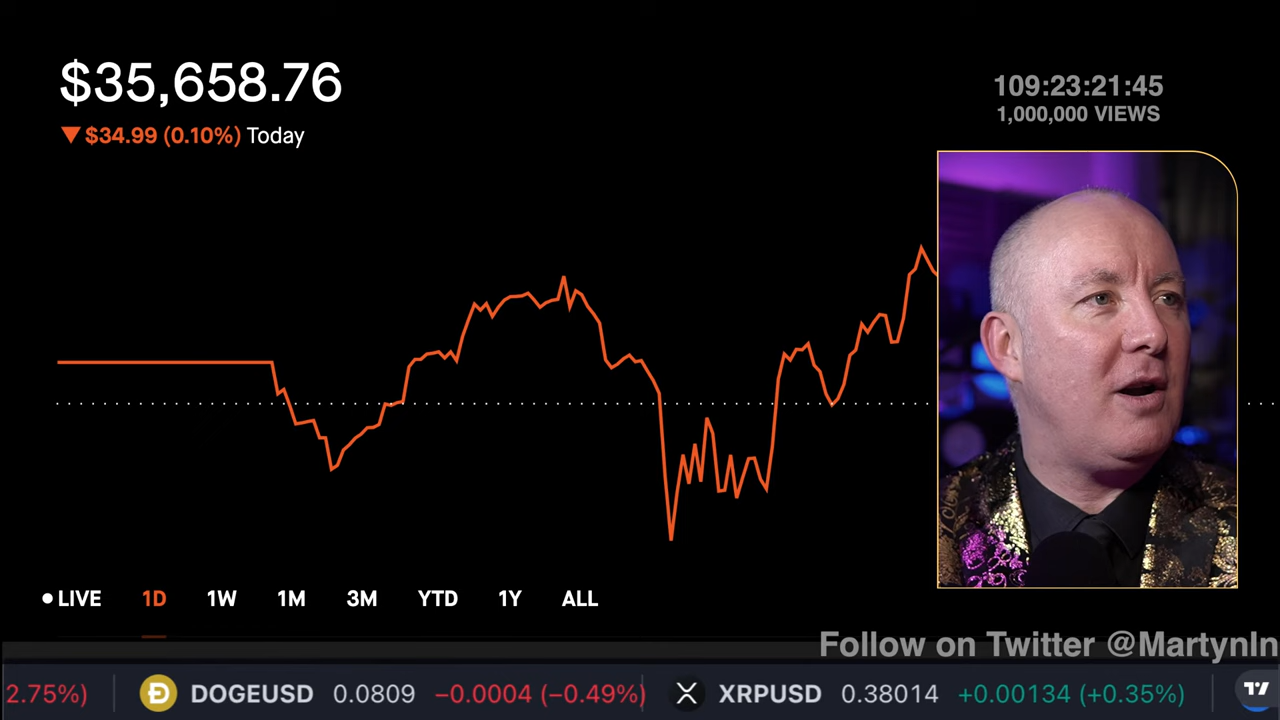 $35,658.76
▼$34.99 (0.10%) Today
109:23:21:45
1,000,000 VIEWS
LIVE 1D 1W 1M 3M YTD 1Y ALL
Follow on Twitter @MartynIn
2.75%) DOGEUSD 0.0809 −0.0004 (−0.49%) XRPUSD 0.38014 +0.00134 (+0.35%)